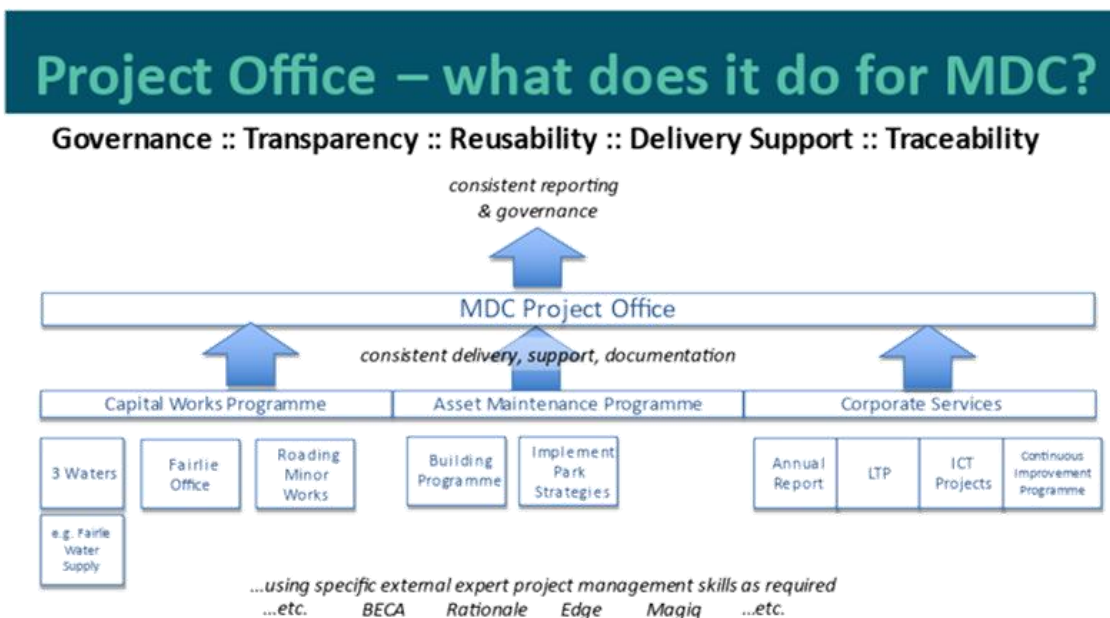 Project Office – what does it do for MDC?
Governance :: Transparency :: Reusability :: Delivery Support :: Traceability
consistent reporting
& governance
MDC Project Office
consistent delivery, support, documentation
Capital Works Programme
Asset Maintenance Programme
Corporate Services
3 Waters
Fairlie
Office
Roading
Minor
Works
Building
Programme
Implement
Park
Strategies
Annual
Report
LTP
ICT
Projects
Continuous
Improvement
Programme
e.g. Fairlie
Water
Supply
...using specific external expert project management skills as required
...etc. BECA Rationale Edge Magiq ...etc.